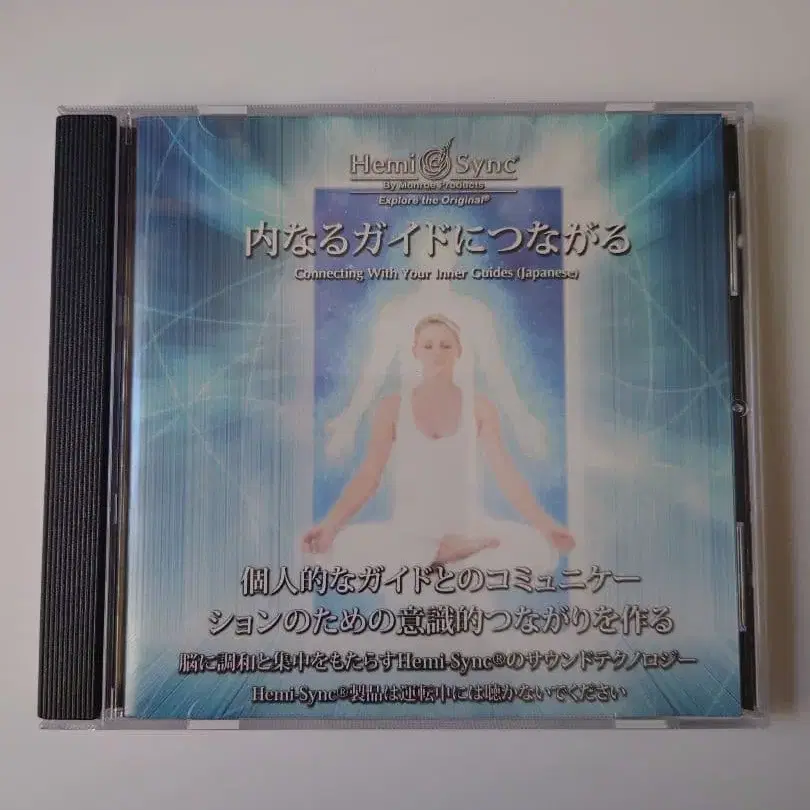 Hemi Sync®
By Monroe Products
Explore the Original®
内なるガイドにつながる
Connecting With Your Inner Guides (Japanese)
個人的なガイドとのコミュニケー
ションのための意識的つながりを作る
脳に調和と集中をもたらすHemi-Sync®のサウンドテクノロジー
Hemi-Sync®製品は運転中には聴かないでください